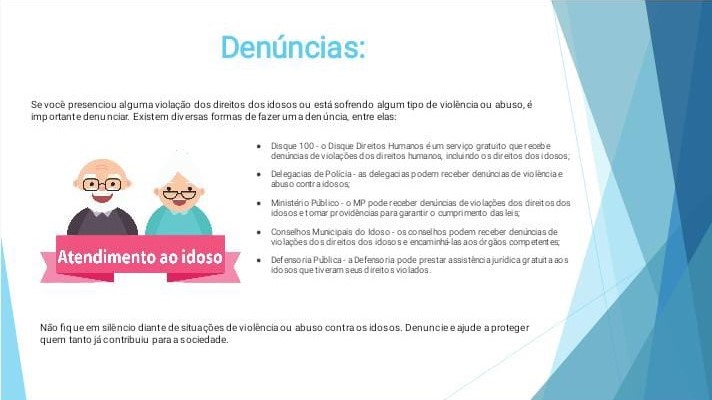 Denúncias:
Se você presenciou alguma violação dos direitos dos idosos ou está sofrendo algum tipo de violência ou abuso, é
importante denunciar. Existem diversas formas de fazer uma denúncia, entre elas:
● Disque 100 - o Disque Direitos Humanos é um serviço gratuito que recebe
denúncias de violações dos direitos humanos, incluindo os direitos dos idosos;
● Delegacias de Polícia - as delegacias podem receber denúncias de violência e
abuso contra idosos;
● Ministério Público - o MP pode receber denúncias de violações dos direitos dos
idosos e tomar providências para garantir o cumprimento das leis;
● Conselhos Municipais do Idoso - os conselhos podem receber denúncias de
violações dos direitos dos idosos e encaminhá-las aos órgãos competentes;
● Defensoria Pública - a Defensoria pode prestar assistência jurídica gratuita aos
idosos que tiveram seus direitos violados.
Atendimento ao idoso
Não fique em silêncio diante de situações de violência ou abuso contra os idosos. Denuncie e ajude a proteger
quem tanto já contribuiu para a sociedade.